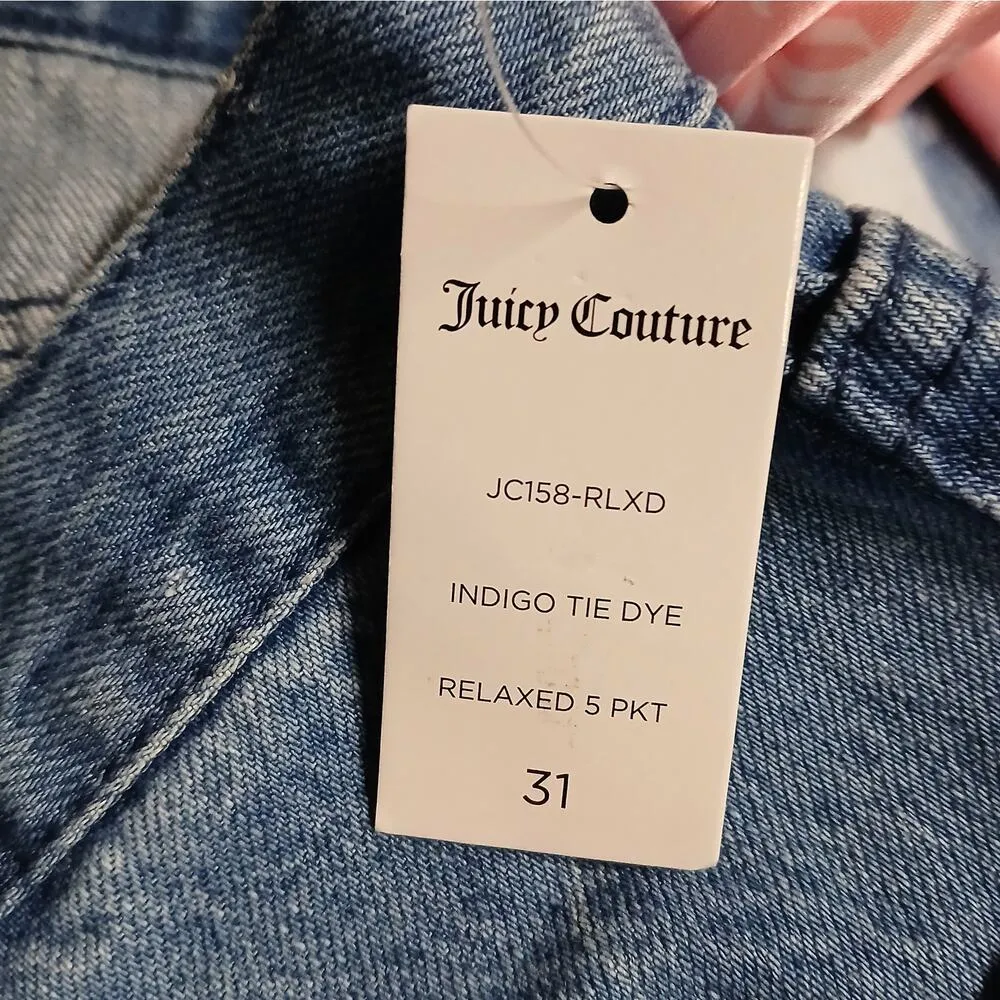 Juicy Couture
JC158-RLXD
INDIGO TIE DYE
RELAXED 5 PKT
31